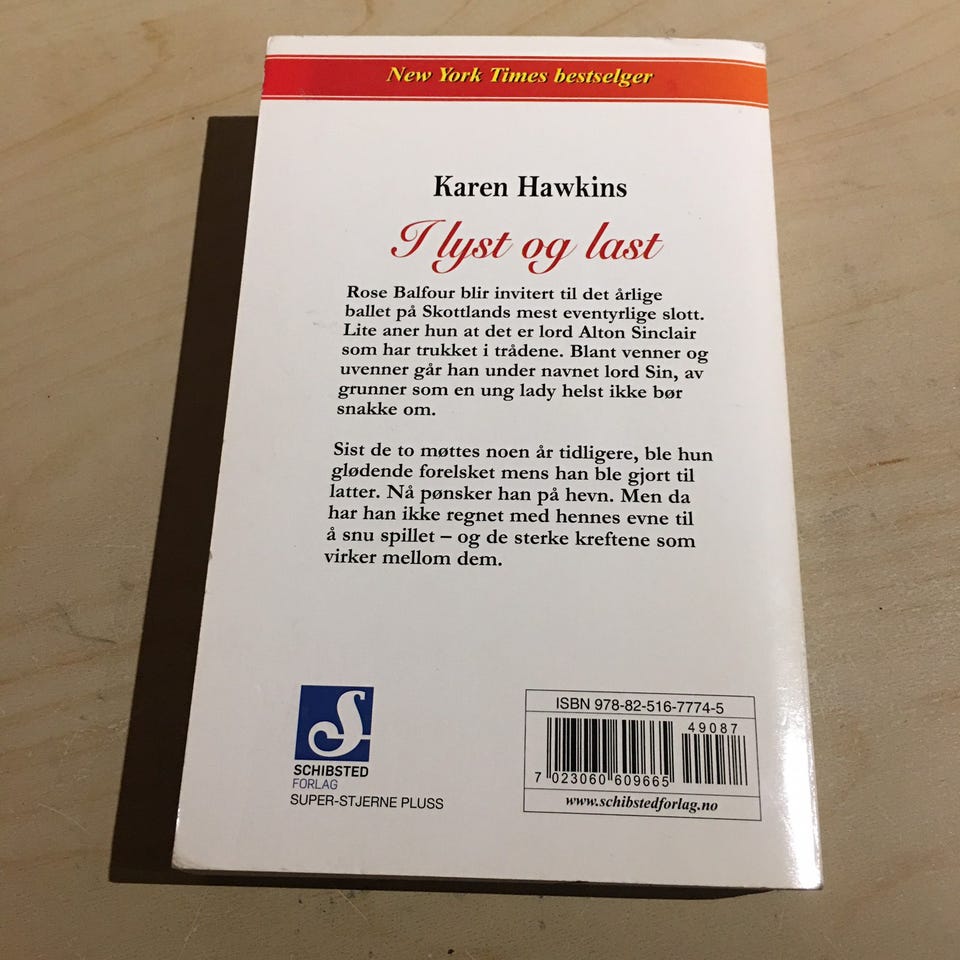 New York Times bestselger
Karen Hawkins
I lyst og last
Rose Balfour blir invitert til det årlige
ballet på Skottlands mest eventyrlige slott.
Lite aner hun at det er lord Alton Sinclair
som har trukket i trådene. Blant venner og
uvenner går han under navnet lord Sin, av
grunner som en ung lady helst ikke bør
snakke om.
Sist de to møttes noen år tidligere, ble hun
glødende forelsket mens han ble gjort til
latter. Nå pønsker han på hevn. Men da
har han ikke regnet med hennes evne til
å snu spillet – og de sterke kreftene som
virker mellom dem.
S
SCHIBSTED
FORLAG
SUPER-STJERNE PLUSS
ISBN 978-82-516-7774-5
49087
7 023060 609665
www.schibstedforlag.no